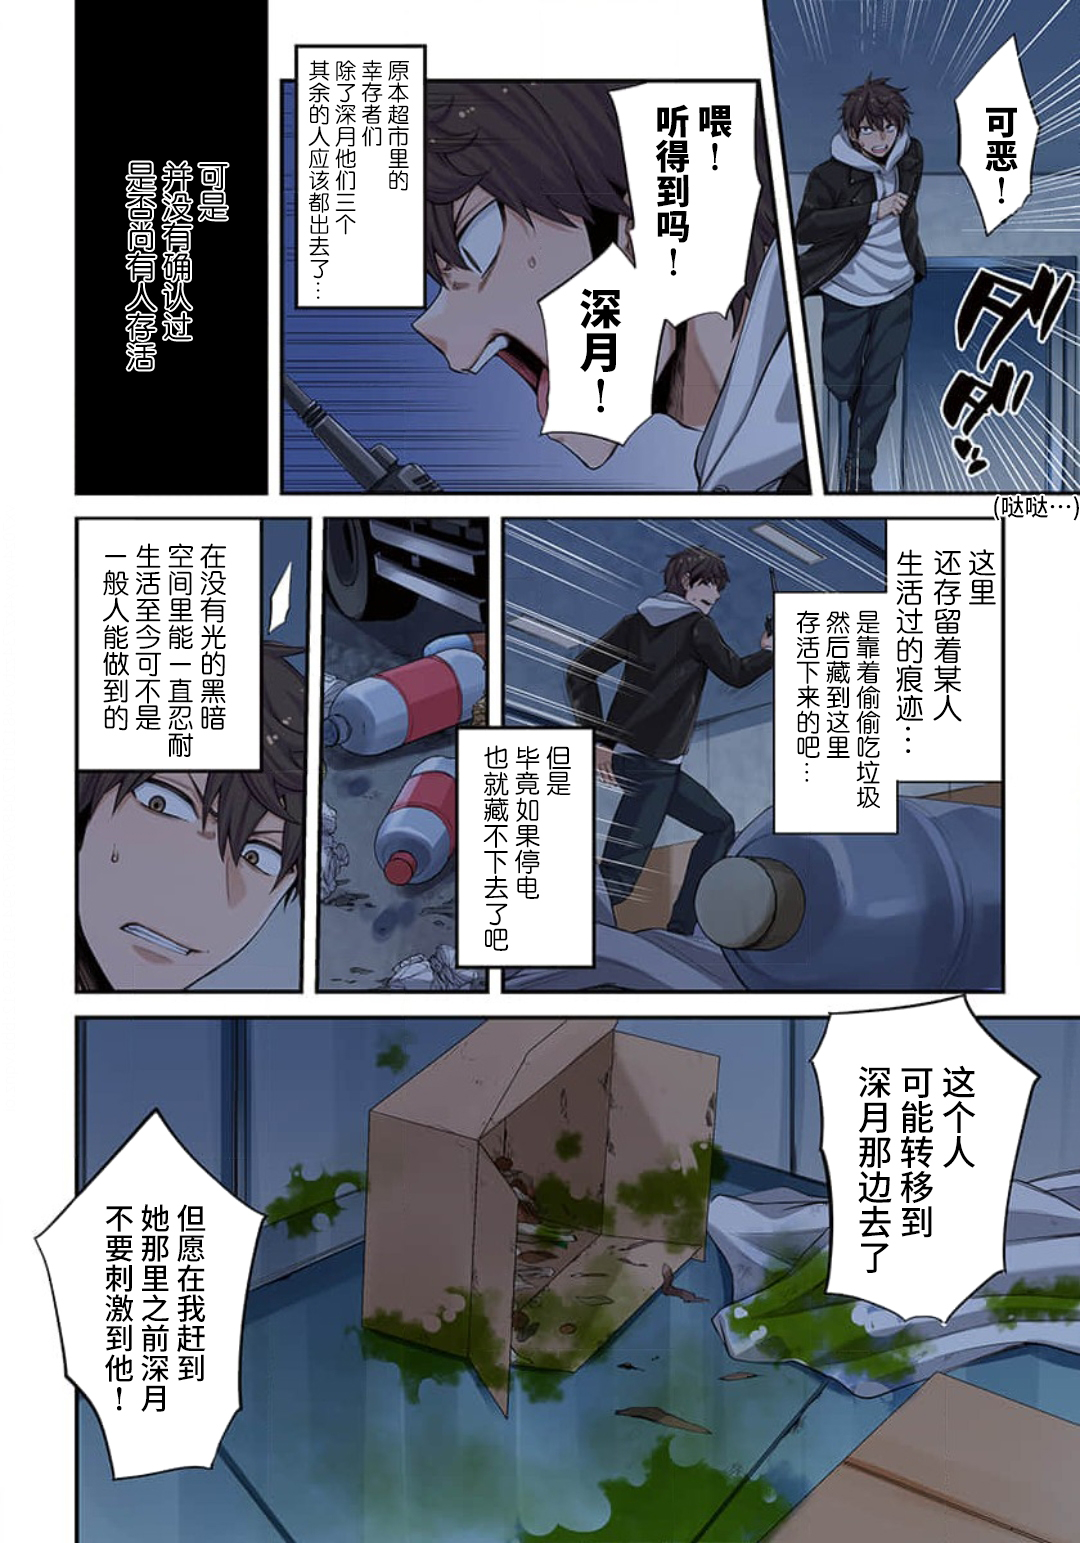 可恶！
(哒哒…)
喂！
听得到吗！
深月！
原本超市里的
幸存者们
除了深月他们三个
其余的人应该都出去了…
可是
并没有确认过
是否尚有人存活
这里
还存留着某人
生活过的痕迹…
是靠着偷偷吃垃圾
然后藏到这里
存活下来的吧…
但是
毕竟如果停电
也就藏不下去了吧
在没有光的黑暗
空间里能一直忍耐
生活至今可不是
一般人能做到的
这个人
可能转移到
深月那边去了
但愿在我赶到
她那里之前深月
不要刺激到他！